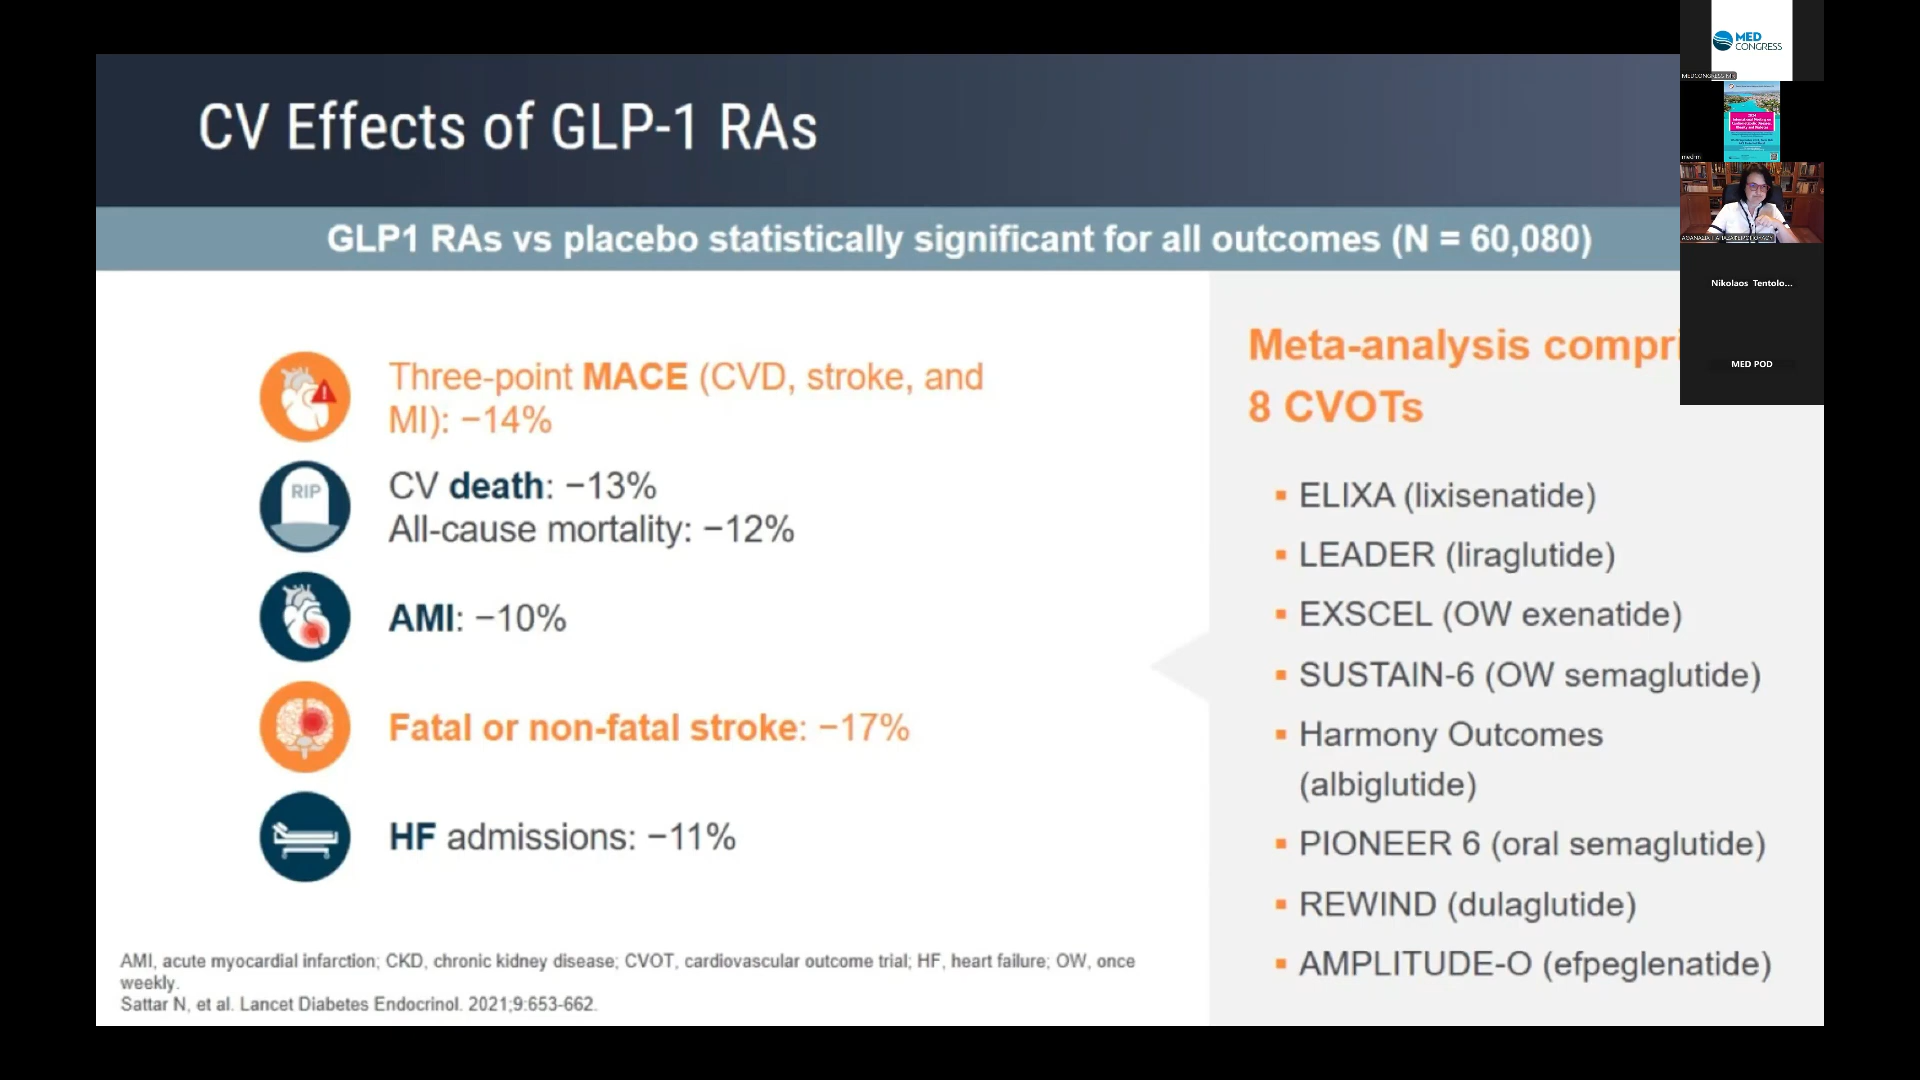 CV Effects of GLP-1 RAs
GLP1 RAs vs placebo statistically significant for all outcomes (N = 60,080)
Three-point MACE (CVD, stroke, and
MI): −14%
RIP
CV death: −13%
All-cause mortality: −12%
AMI: −10%
Fatal or non-fatal stroke: −17%
HF admissions: −11%
AMI, acute myocardial infarction; CKD, chronic kidney disease; CVOT, cardiovascular outcome trial; HF, heart failure; OW, once
weekly.
Sattar N, et al. Lancet Diabetes Endocrinol. 2021;9:653-662.
Meta-analysis compri
8 CVOTs
▪ ELIXA (lixisenatide)
▪ LEADER (liraglutide)
▪ EXSCEL (OW exenatide)
▪ SUSTAIN-6 (OW semaglutide)
▪ Harmony Outcomes
(albiglutide)
▪ PIONEER 6 (oral semaglutide)
▪ REWIND (dulaglutide)
▪ AMPLITUDE-O (efpeglenatide)
MED
CONGRESS
2024
Nikolaos Tentolo...
MED POD